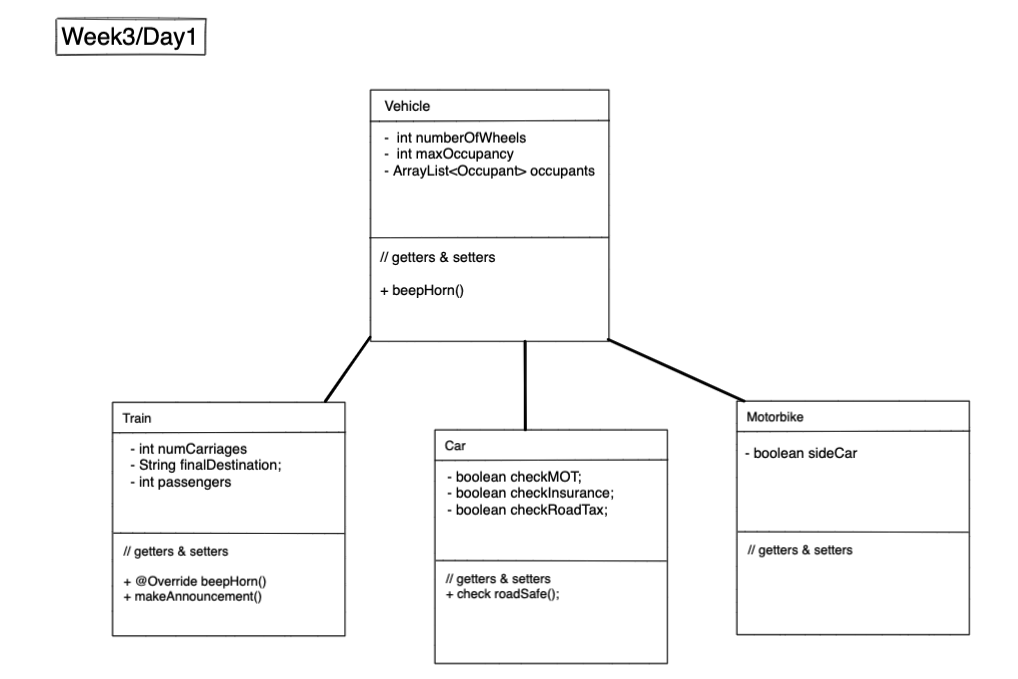 Week3/Day1
Vehicle
- int numberOfWheels
- int maxOccupancy
- ArrayList<Occupant> occupants
// getters & setters
+ beepHorn()
Train
- int numCarriages
- String finalDestination;
- int passengers
// getters & setters
+ @Override beepHorn()
+ makeAnnouncement()
Car
- boolean checkMOT;
- boolean checkInsurance;
- boolean checkRoadTax;
// getters & setters
+ check roadSafe();
Motorbike
- boolean sideCar
// getters & setters